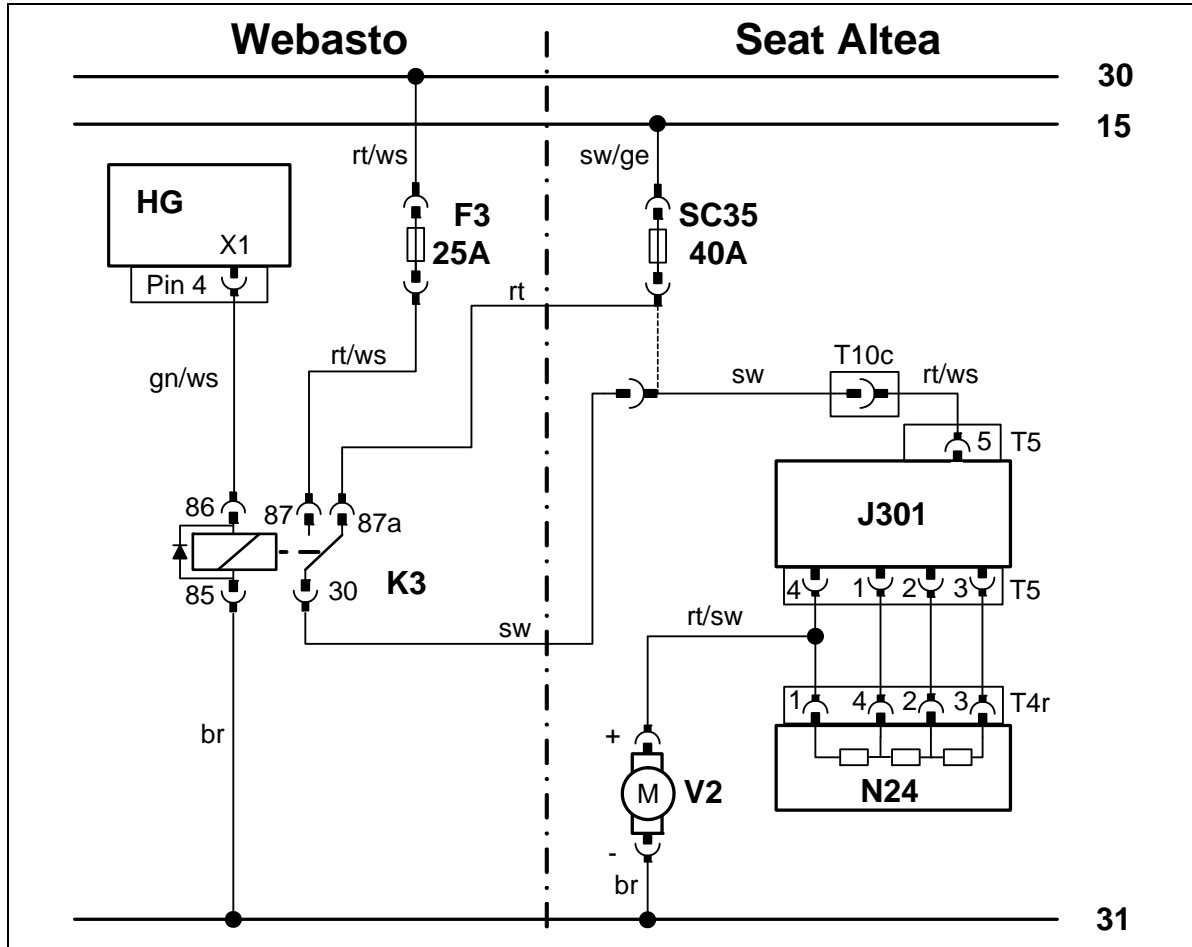 Webasto
Seat Altea
30
15
rt/ws
sw/ge
HG
X1
Pin 4
F3
25A
SC35
40A
rt
T10c
rt/ws
gn/ws
sw
rt/ws
5
T5
J301
86
87
87a
85
30
K3
4
1
2
3
T5
sw
rt/sw
1
4
2
3
T4r
br
+
M
V2
N24
-
br
31